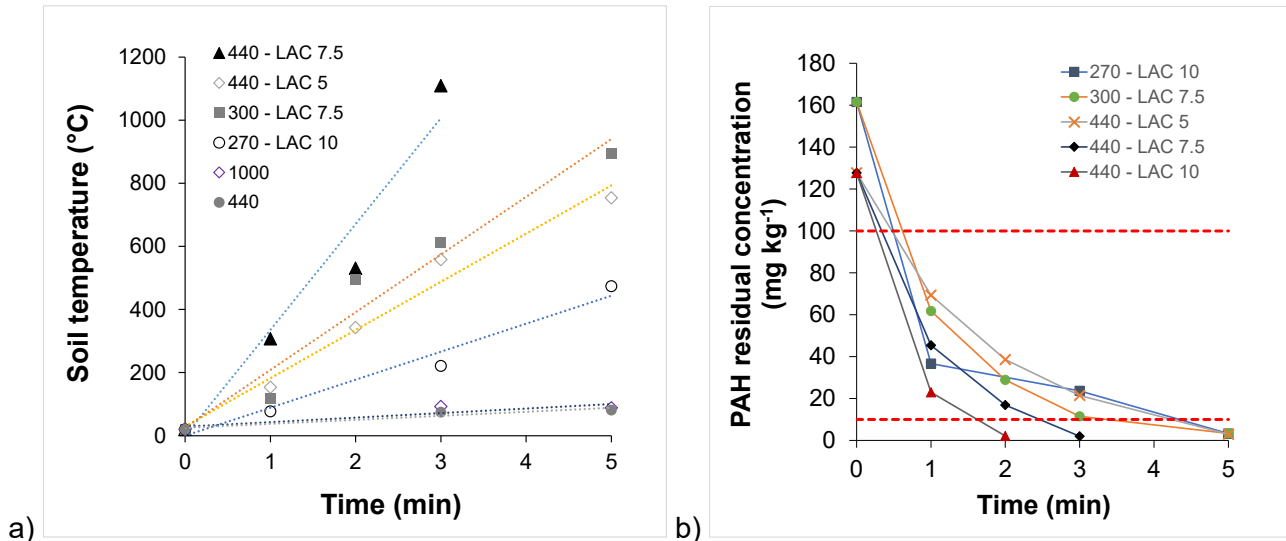 Soil temperature (°C)
1200
1000
800
600
400
200
0
0 1 2 3 4 5
Time (min)
440 - LAC 7.5
440 - LAC 5
300 - LAC 7.5
270 - LAC 10
1000
440
a)
PAH residual concentration
(mg kg⁻¹)
180
160
140
120
100
80
60
40
20
0
0 1 2 3 4 5
Time (min)
270 - LAC 10
300 - LAC 7.5
440 - LAC 5
440 - LAC 7.5
440 - LAC 10
b)